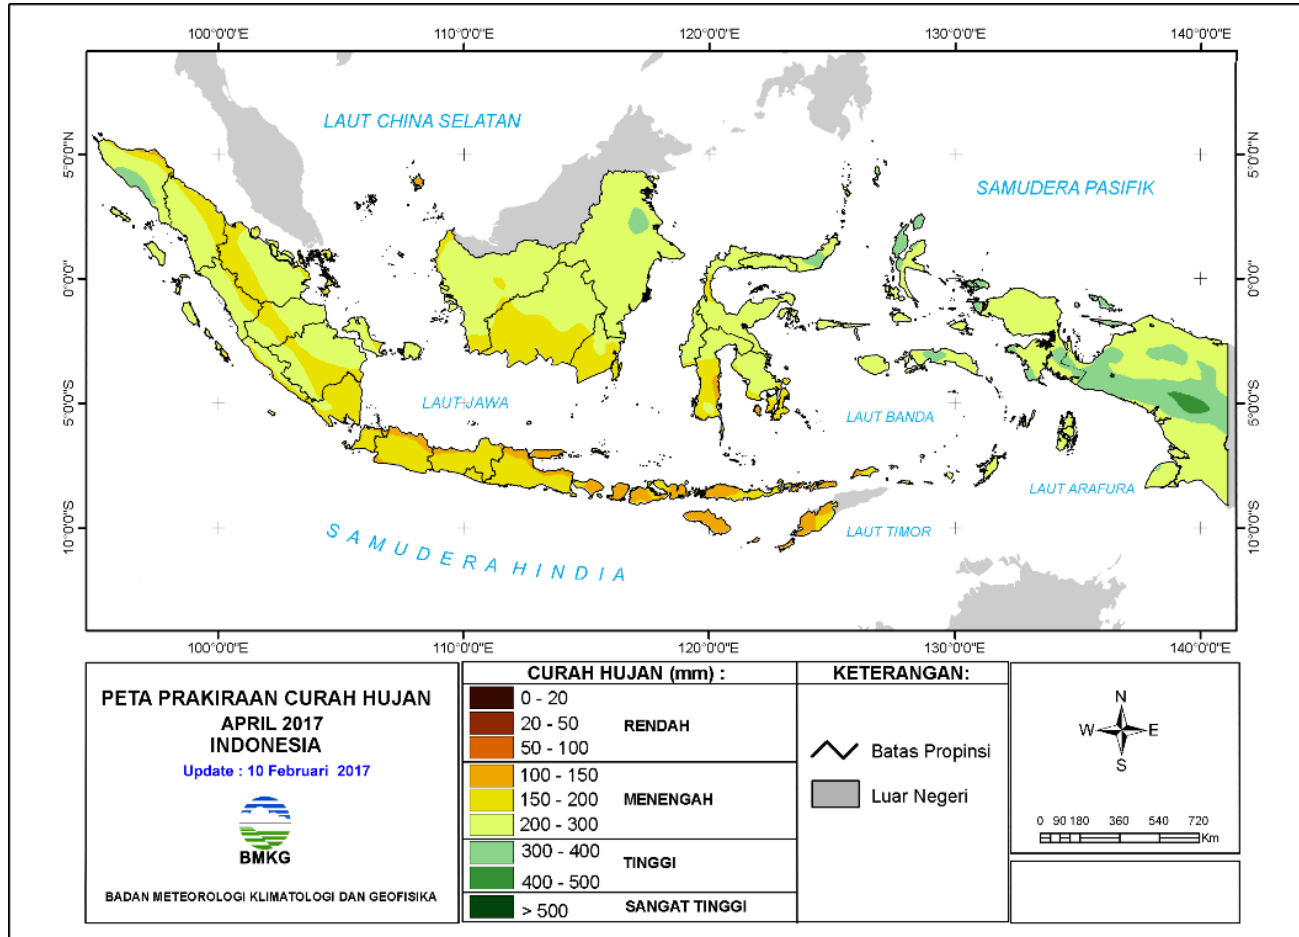 100°0'0"E 110°0'0"E 120°0'0"E 130°0'0"E 140°0'0"E
LAUT CHINA SELATAN
5°0'0"N 5°0'0"N
SAMUDERA PASIFIK
0°0'0" 0°0'0"
LAUT JAWA
LAUT BANDA
5°0'0"S 5°0'0"S
LAUT ARAFURA
LAUT TIMOR
10°0'0"S 10°0'0"S
SAMUDERA HINDIA
100°0'0"E 110°0'0"E 120°0'0"E 130°0'0"E 140°0'0"E
PETA PRAKIRAAN CURAH HUJAN
APRIL 2017
INDONESIA
Update : 10 Februari 2017
BMKG
BADAN METEOROLOGI KLIMATOLOGI DAN GEOFISIKA
CURAH HUJAN (mm) :
0 - 20
20 - 50 RENDAH
50 - 100
100 - 150
150 - 200 MENENGAH
200 - 300
300 - 400
TINGGI
400 - 500
> 500 SANGAT TINGGI
KETERANGAN:
Batas Propinsi
Luar Negeri
N
W E
S
0 90 180 360 540 720
Km